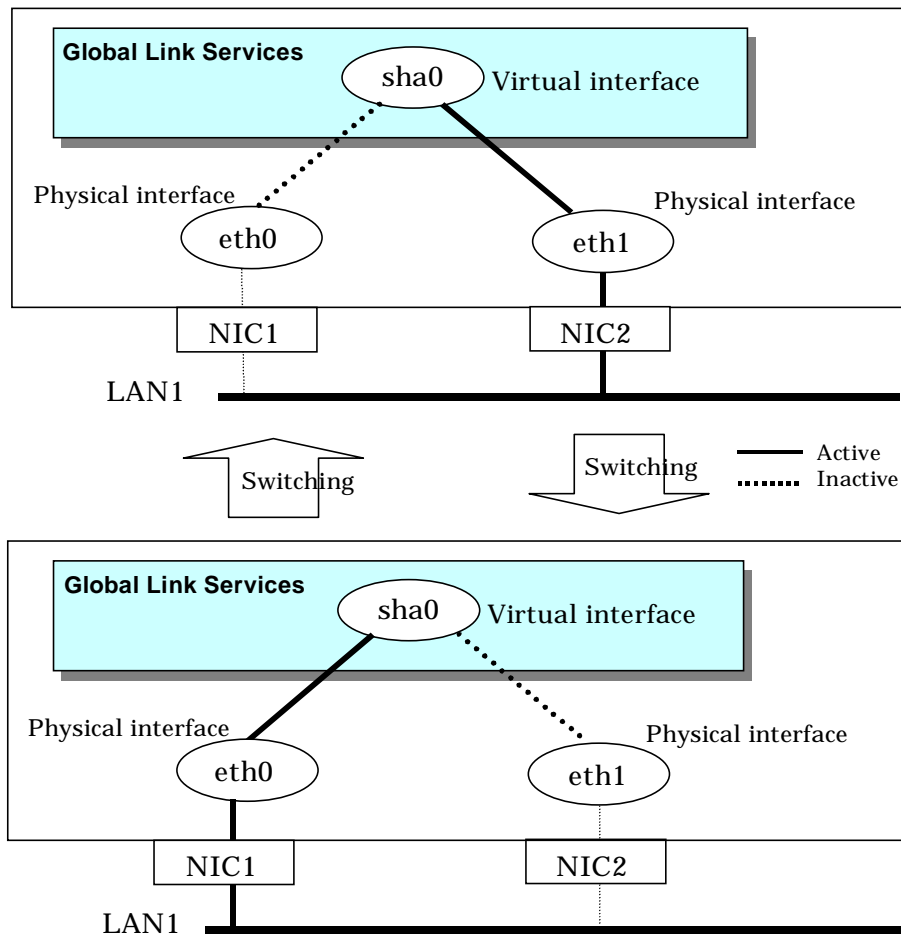 Global Link Services
sha0
Virtual interface
Physical interface
Physical interface
eth0
eth1
NIC1
NIC2
LAN1
Switching
Switching
Active
Inactive
Global Link Services
sha0
Virtual interface
Physical interface
Physical interface
eth0
eth1
NIC1
NIC2
LAN1